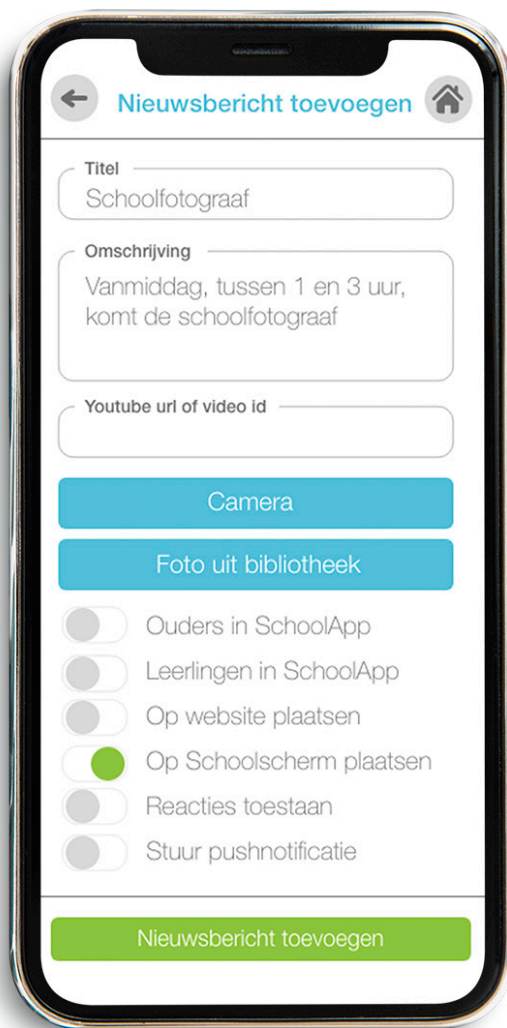 Nieuwsbericht toevoegen
Titel
Schoolfotograaf
Omschrijving
Vanmiddag, tussen 1 en 3 uur,
komt de schoolfotograaf
Youtube url of video id
Camera
Foto uit bibliotheek
Ouders in SchoolApp
Leerlingen in SchoolApp
Op website plaatsen
Op Schoolscherm plaatsen
Reacties toestaan
Stuur pushnotificatie
Nieuwsbericht toevoegen